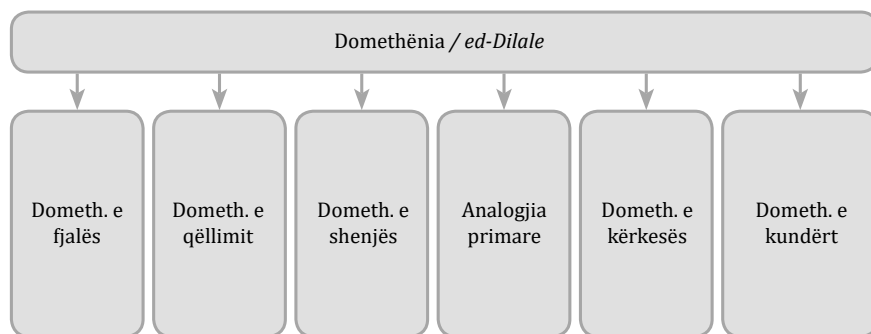 Domethënia / ed-Dilale
Dometh. e
fjalës
Dometh. e
qëllimit
Dometh. e
shenjës
Analogjia
primare
Dometh. e
kërkesës
Dometh. e
kundërt